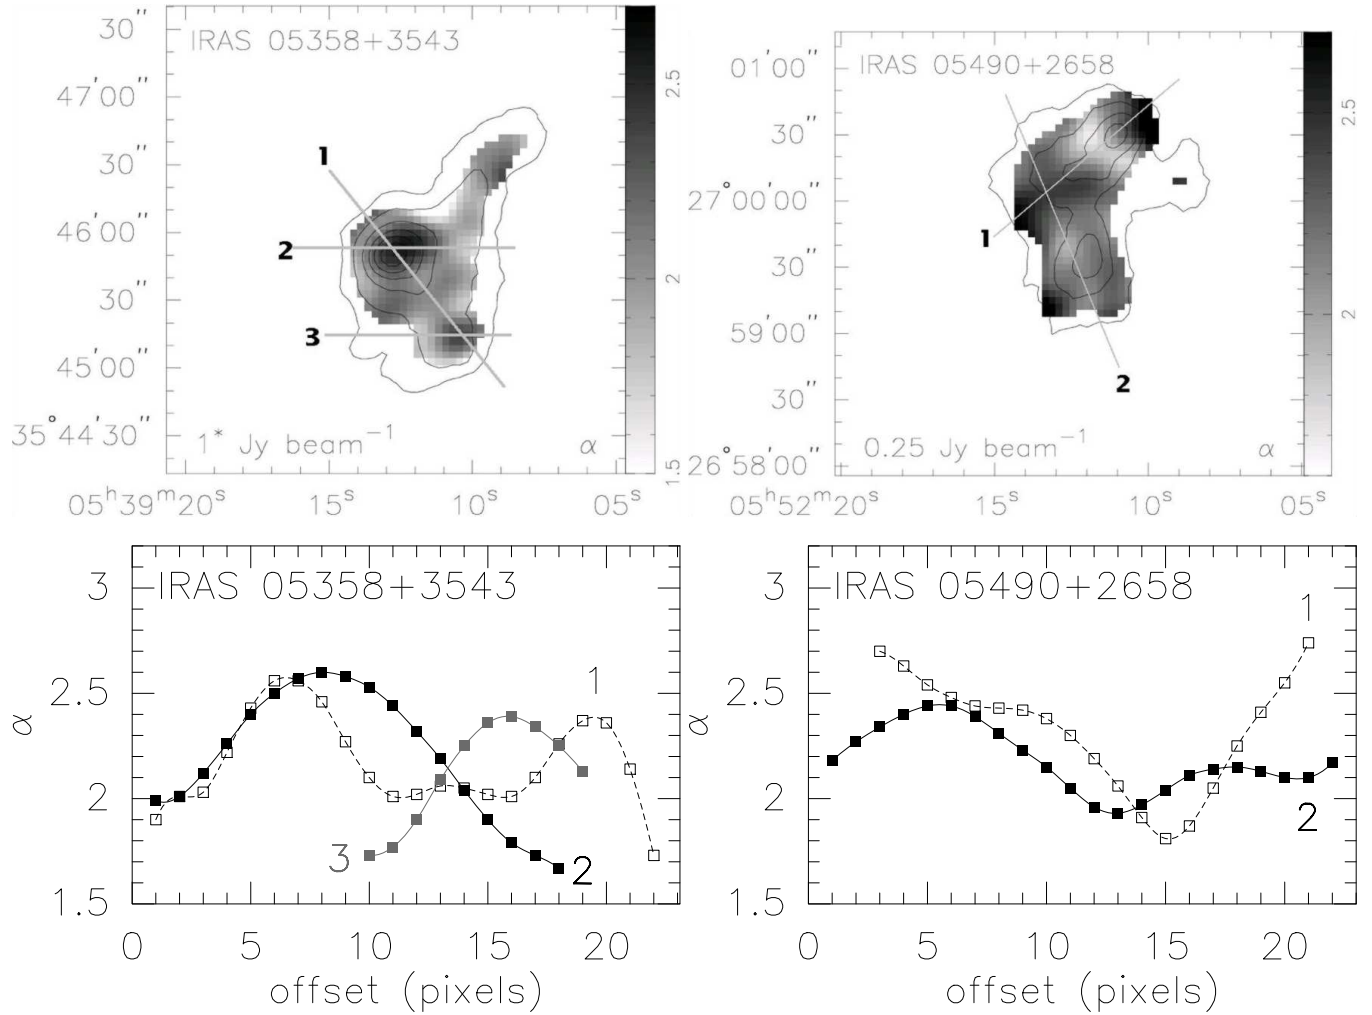 IRAS 05358+3543
30"
47'00"
30"
46'00"
30"
45'00"
35°44'30"
1
2
3
1* Jy beam⁻¹
α
2.5
2
1.5
05ʰ39ᵐ20ˢ
15ˢ
10ˢ
IRAS 05490+2658
01'00"
30"
27°00'00"
30"
59'00"
30"
26°58'00"
1
2
0.25 Jy beam⁻¹
α
2.5
2
05ʰ52ᵐ20ˢ
15ˢ
10ˢ
05ˢ
IRAS 05358+3543
3
2.5
2
1.5
α
1
3
2
0
5
10
15
20
offset (pixels)
IRAS 05490+2658
3
2.5
2
1.5
α
1
2
0
5
10
15
20
offset (pixels)